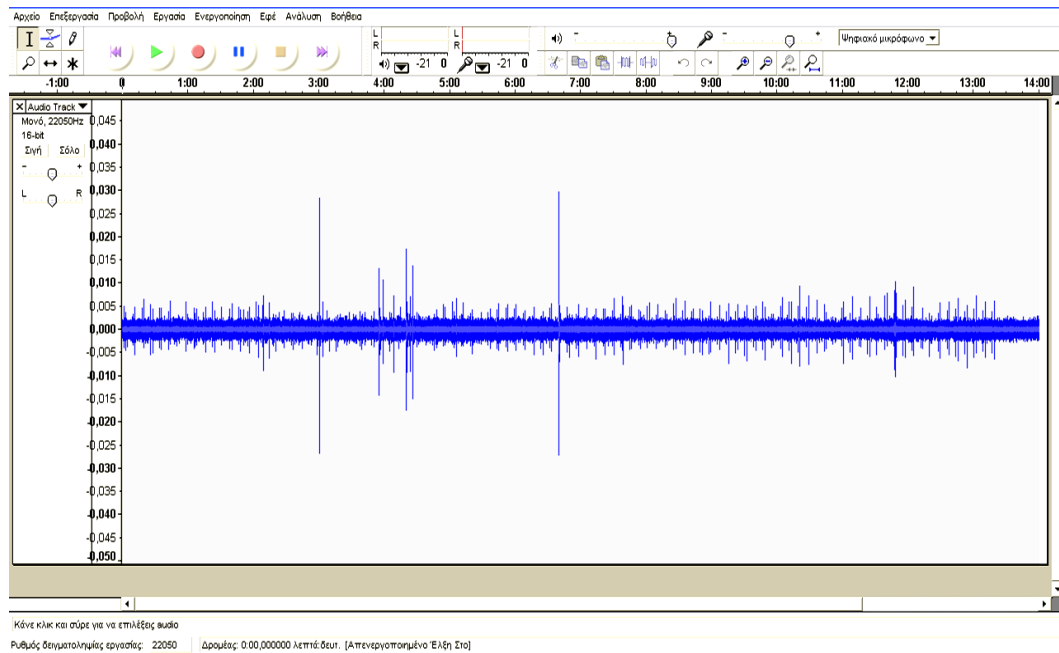 Αρχείο Επεξεργασία Προβολή Εργασία Ενεργοποίηση Εφέ Ανάλυση Βοήθεια
L
R
-21 0
L
R
-21 0
- +
- +
Ψηφιακό μικρόφωνο
-1:00 0 1:00 2:00 3:00 4:00 5:00 6:00 7:00 8:00 9:00 10:00 11:00 12:00 13:00 14:00
X Audio Track
Μονό, 22050Hz
16-bit
Σιγή Σόλο
- +
L R
0,045
0,040
0,035
0,030
0,025
0,020
0,015
0,010
0,005
0,000
-0,005
-0,010
-0,015
-0,020
-0,025
-0,030
-0,035
-0,040
-0,045
-0,050
Κάνε κλικ και σύρε για να επιλέξεις audio
Ρυθμός δειγματοληψίας εργασίας: 22050 Δρομέας: 0:00,000000 λεπτά:δευτ. [Απενεργοποιημένο Έλξη Στο]